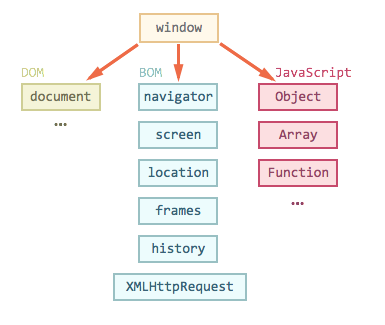 window
DOM
BOM
JavaScript
document
navigator
Object
...
screen
Array
location
Function
frames
...
history
XMLHttpRequest